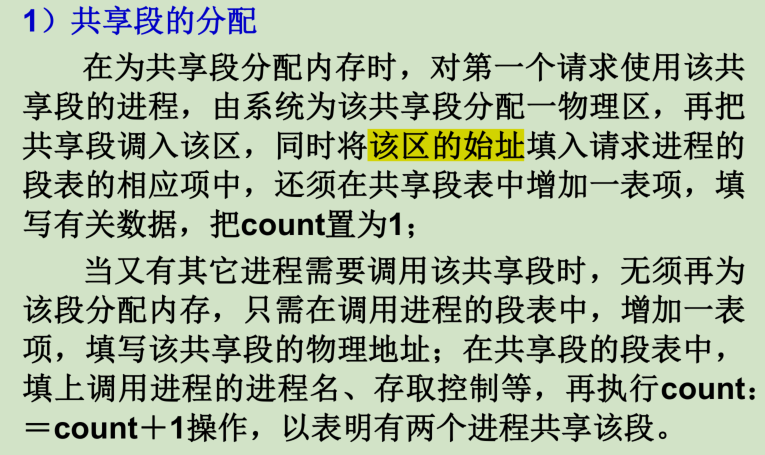 1）共享段的分配
在为共享段分配内存时，对第一个请求使用该共
享段的进程，由系统为该共享段分配一物理区，再把
共享段调入该区，同时将该区的始址填入请求进程的
段表的相应项中，还须在共享段表中增加一表项，填
写有关数据，把count置为1；
当又有其它进程需要调用该共享段时，无须再为
该段分配内存，只需在调用进程的段表中，增加一表
项，填写该共享段的物理地址；在共享段的段表中，
填上调用进程的进程名、存取控制等，再执行count：
＝count＋1操作，以表明有两个进程共享该段。